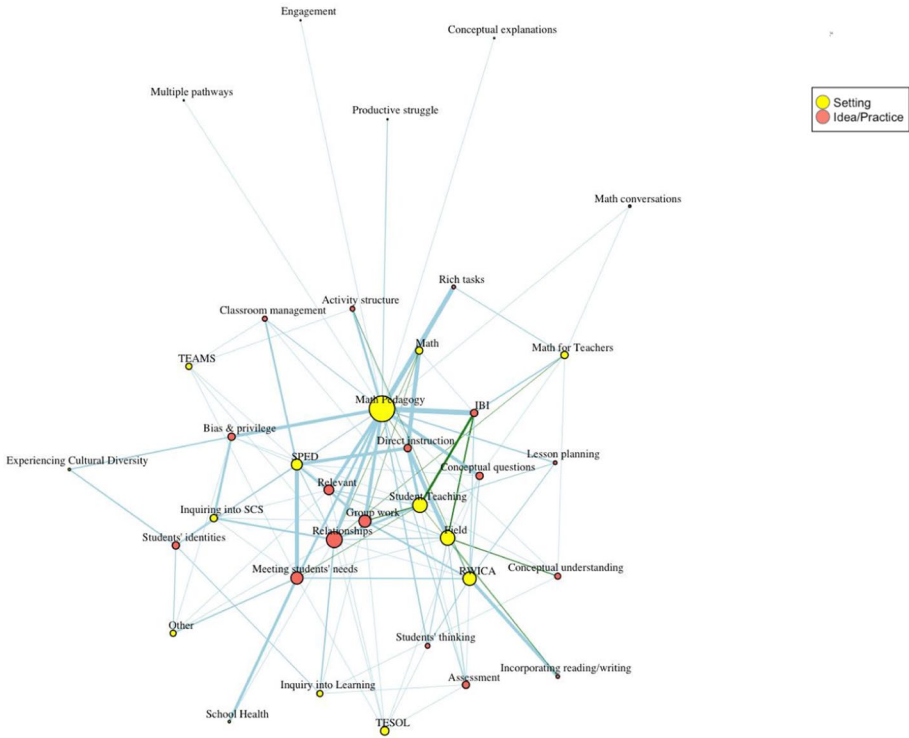 Engagement
Conceptual explanations
Multiple pathways
Productive struggle
Setting
Idea/Practice
Math conversations
Rich tasks
Activity structure
Classroom management
Math
Math for Teachers
TEAMS
Math Pedagogy
IBI
Bias & privilege
Direct instruction
Experiencing Cultural Diversity
SPED
Lesson planning
Conceptual questions
Relevant
Student Teaching
Inquiring into SCS
Group work
Relationships
Field
Students' identities
Meeting students' needs
RWICA
Conceptual understanding
Other
Students' thinking
Incorporating reading/writing
Assessment
Inquiry into Learning
School Health
TESOL